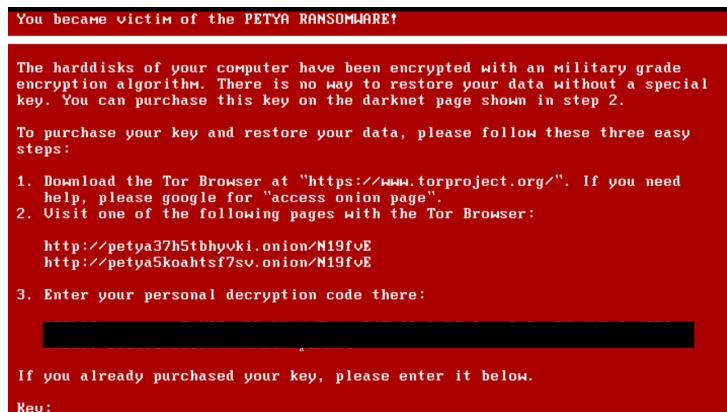 You became victim of the PETYA RANSOMWARE!
The harddisks of your computer have been encrypted with an military grade
encryption algorithm. There is no way to restore your data without a special
key. You can purchase this key on the darknet page shown in step 2.
To purchase your key and restore your data, please follow these three easy
steps:
1. Download the Tor Browser at "https://www.torproject.org/". If you need
help, please google for "access onion page".
2. Visit one of the following pages with the Tor Browser:
http://petya37h5tbhyvki.onion/N19fvE
http://petya5koahtsf7sv.onion/N19fvE
3. Enter your personal decryption code there:
If you already purchased your key, please enter it below.
Key: